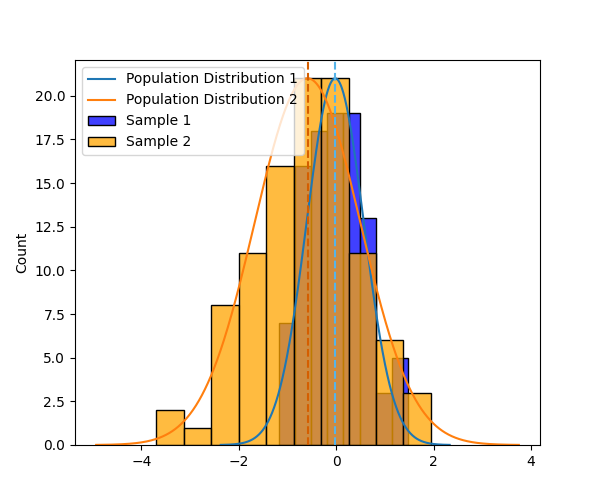 Population Distribution 1
Population Distribution 2
Sample 1
Sample 2
Count
20.0
17.5
15.0
12.5
10.0
7.5
5.0
2.5
0.0
−4 −2 0 2 4